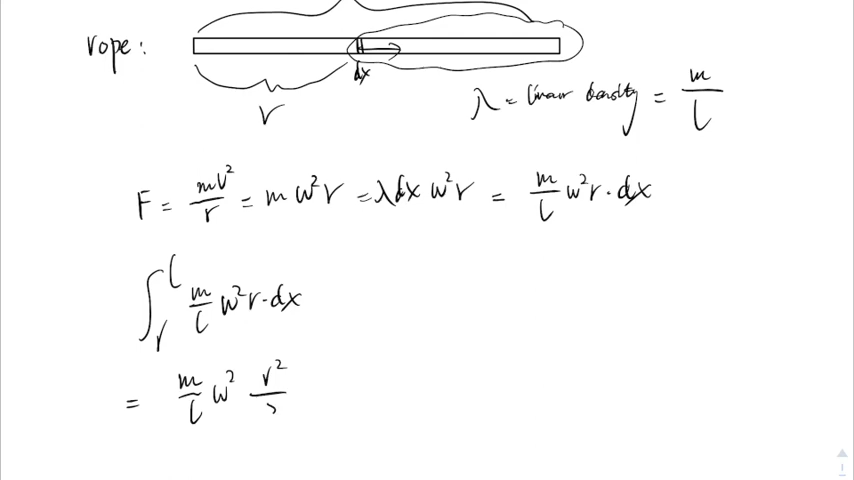 rope:
dx
r
λ = linear density = m/l
F = mv²/r = mω²r = λdx ω²r = m/l ω²r · dx
∫_r^l m/l ω²r · dx
= m/l ω² r²/2